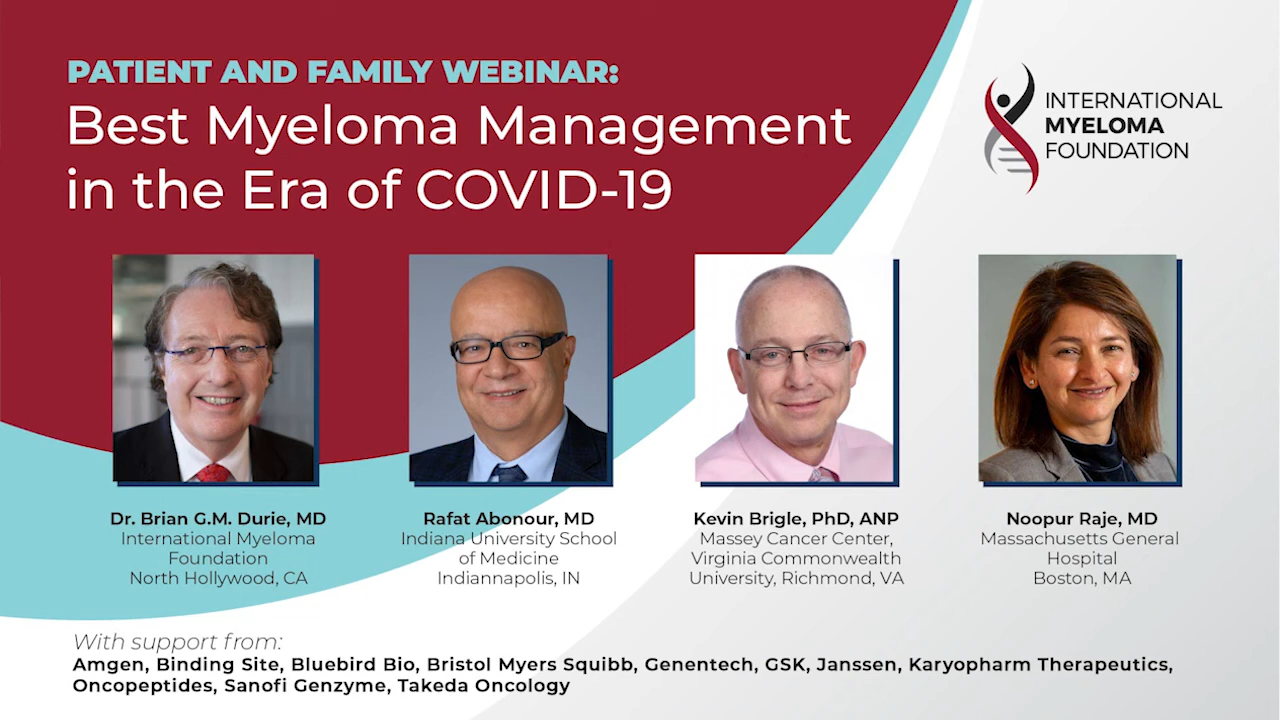 PATIENT AND FAMILY WEBINAR:
Best Myeloma Management
in the Era of COVID-19
INTERNATIONAL
MYELOMA
FOUNDATION
Dr. Brian G.M. Durie, MD
International Myeloma
Foundation
North Hollywood, CA
Rafat Abonour, MD
Indiana University School
of Medicine
Indiannapolis, IN
Kevin Brigle, PhD, ANP
Massey Cancer Center,
Virginia Commonwealth
University, Richmond, VA
Noopur Raje, MD
Massachusetts General
Hospital
Boston, MA
With support from:
Amgen, Binding Site, Bluebird Bio, Bristol Myers Squibb, Genentech, GSK, Janssen, Karyopharm Therapeutics,
Oncopeptides, Sanofi Genzyme, Takeda Oncology